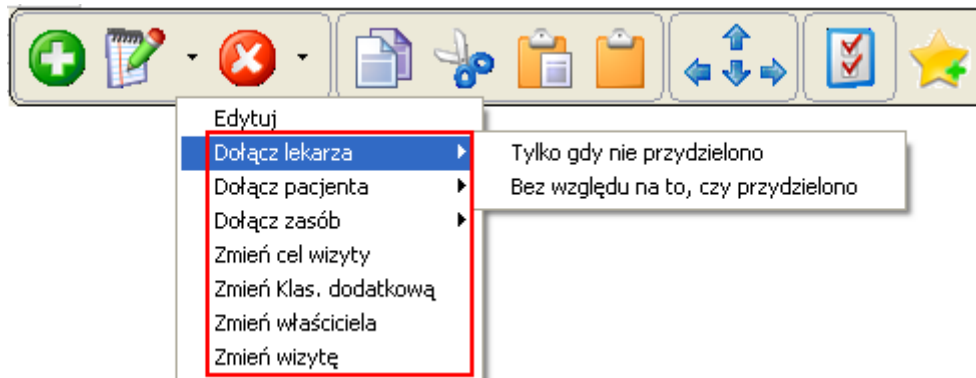 Edytuj
Dołącz lekarza
Tylko gdy nie przydzielono
Dołącz pacjenta
Bez względu na to, czy przydzielono
Dołącz zasób
Zmień cel wizyty
Zmień Klas. dodatkową
Zmień właściciela
Zmień wizytę